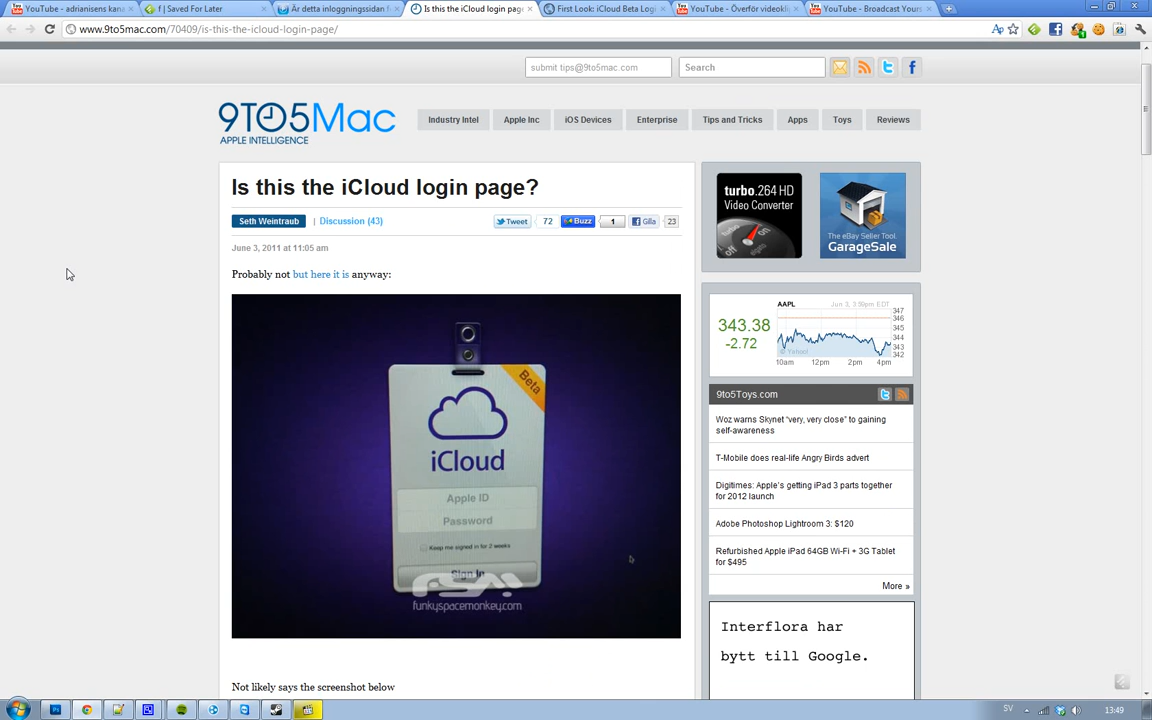 YouTube - adrianisens kana
f | Saved For Later
Är detta inloggningssidan f
Is this the iCloud login page
First Look: iCloud Beta Logi
YouTube - Överför videokli
YouTube - Broadcast Yours
www.9to5mac.com/70409/is-this-the-icloud-login-page/
submit tips@9to5mac.com
Search
9TO5Mac
APPLE INTELLIGENCE
Industry Intel
Apple Inc
iOS Devices
Enterprise
Tips and Tricks
Apps
Toys
Reviews
Is this the iCloud login page?
Seth Weintraub | Discussion (43)
Tweet 72 Buzz 1 Gilla 23
June 3, 2011 at 11:05 am
Probably not but here it is anyway:
Beta
iCloud
Apple ID
Password
Keep me signed in for 2 weeks
Sign In
FSM
funkyspacemonkey.com
Not likely says the screenshot below
turbo.264 HD
Video Converter
The eBay Seller Tool
GarageSale
AAPL Jun 3, 3:59pm EDT
343.38
-2.72
347
346
345
344
343
342
© Yahoo!
10am 12pm 2pm 4pm
9to5Toys.com
Woz warns Skynet “very, very close” to gaining
self-awareness
T-Mobile does real-life Angry Birds advert
Digitimes: Apple's getting iPad 3 parts together
for 2012 launch
Adobe Photoshop Lightroom 3: $120
Refurbished Apple iPad 64GB Wi-Fi + 3G Tablet
for $495
More »
Interflora har
bytt till Google.
SV
13:49